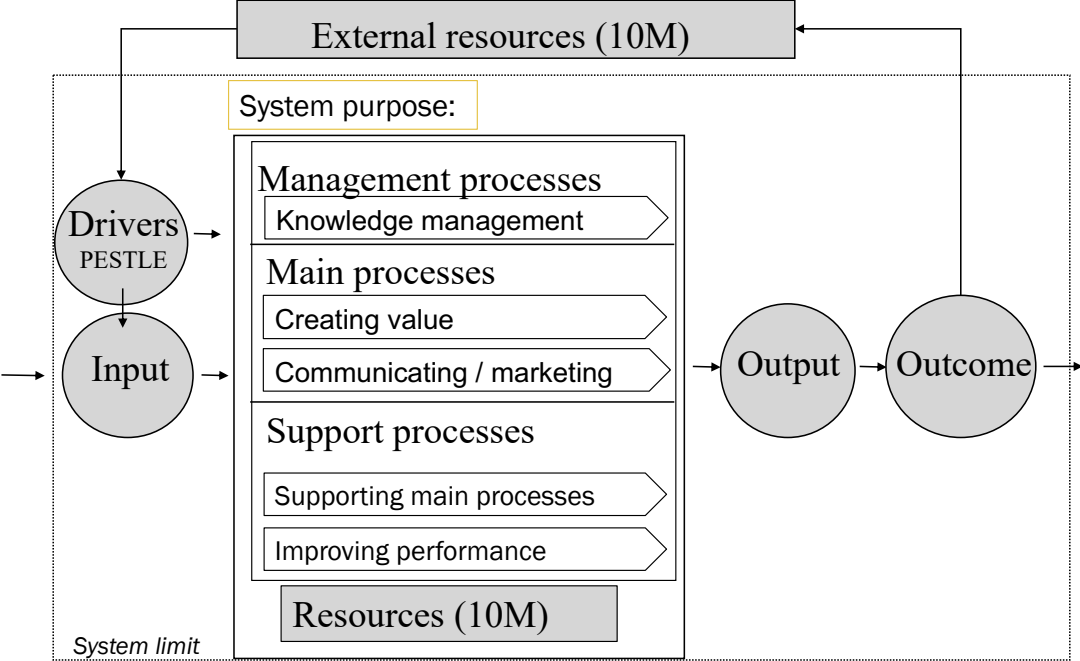 External resources (10M)
System purpose:
Management processes
Knowledge management
Drivers
PESTLE
Main processes
Creating value
Input
Communicating / marketing
Output
Outcome
Support processes
Supporting main processes
Improving performance
Resources (10M)
System limit